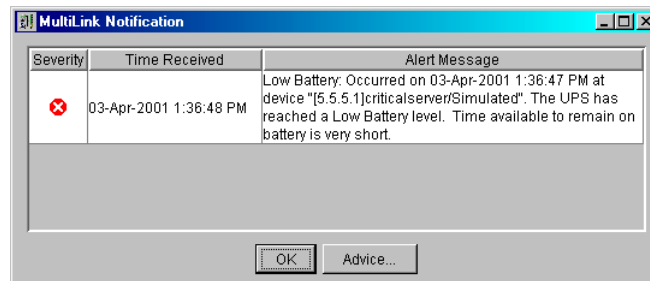 MultiLink Notification
Severity Time Received Alert Message
Low Battery: Occurred on 03-Apr-2001 1:36:47 PM at
device "[5.5.5.1]criticalserver/Simulated". The UPS has
03-Apr-2001 1:36:48 PM reached a Low Battery level. Time available to remain on
battery is very short.
OK Advice...